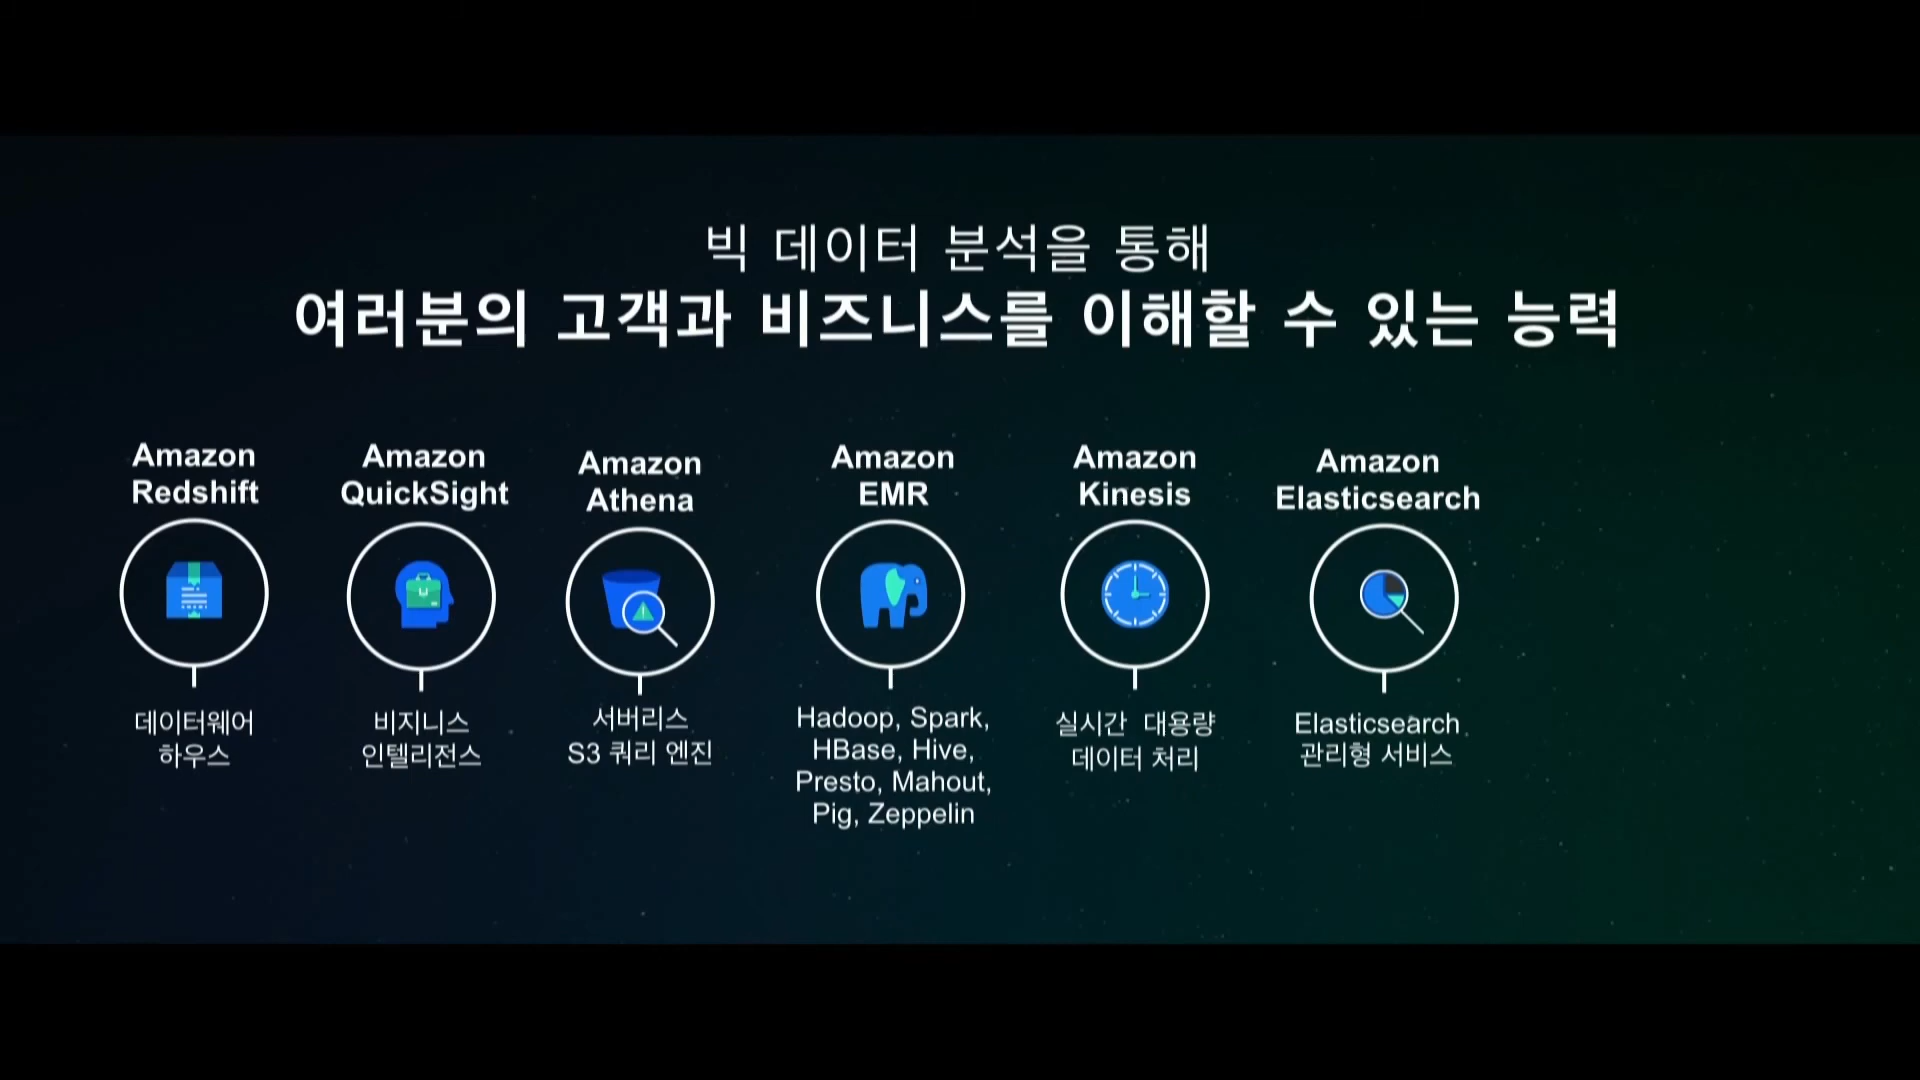 빅 데이터 분석을 통해
여러분의 고객과 비즈니스를 이해할 수 있는 능력
Amazon
Redshift
데이터웨어
하우스
Amazon
QuickSight
비지니스
인텔리전스
Amazon
Athena
서버리스
S3 쿼리 엔진
Amazon
EMR
Hadoop, Spark,
HBase, Hive,
Presto, Mahout,
Pig, Zeppelin
Amazon
Kinesis
실시간 대용량
데이터 처리
Amazon
Elasticsearch
Elasticsearch
관리형 서비스